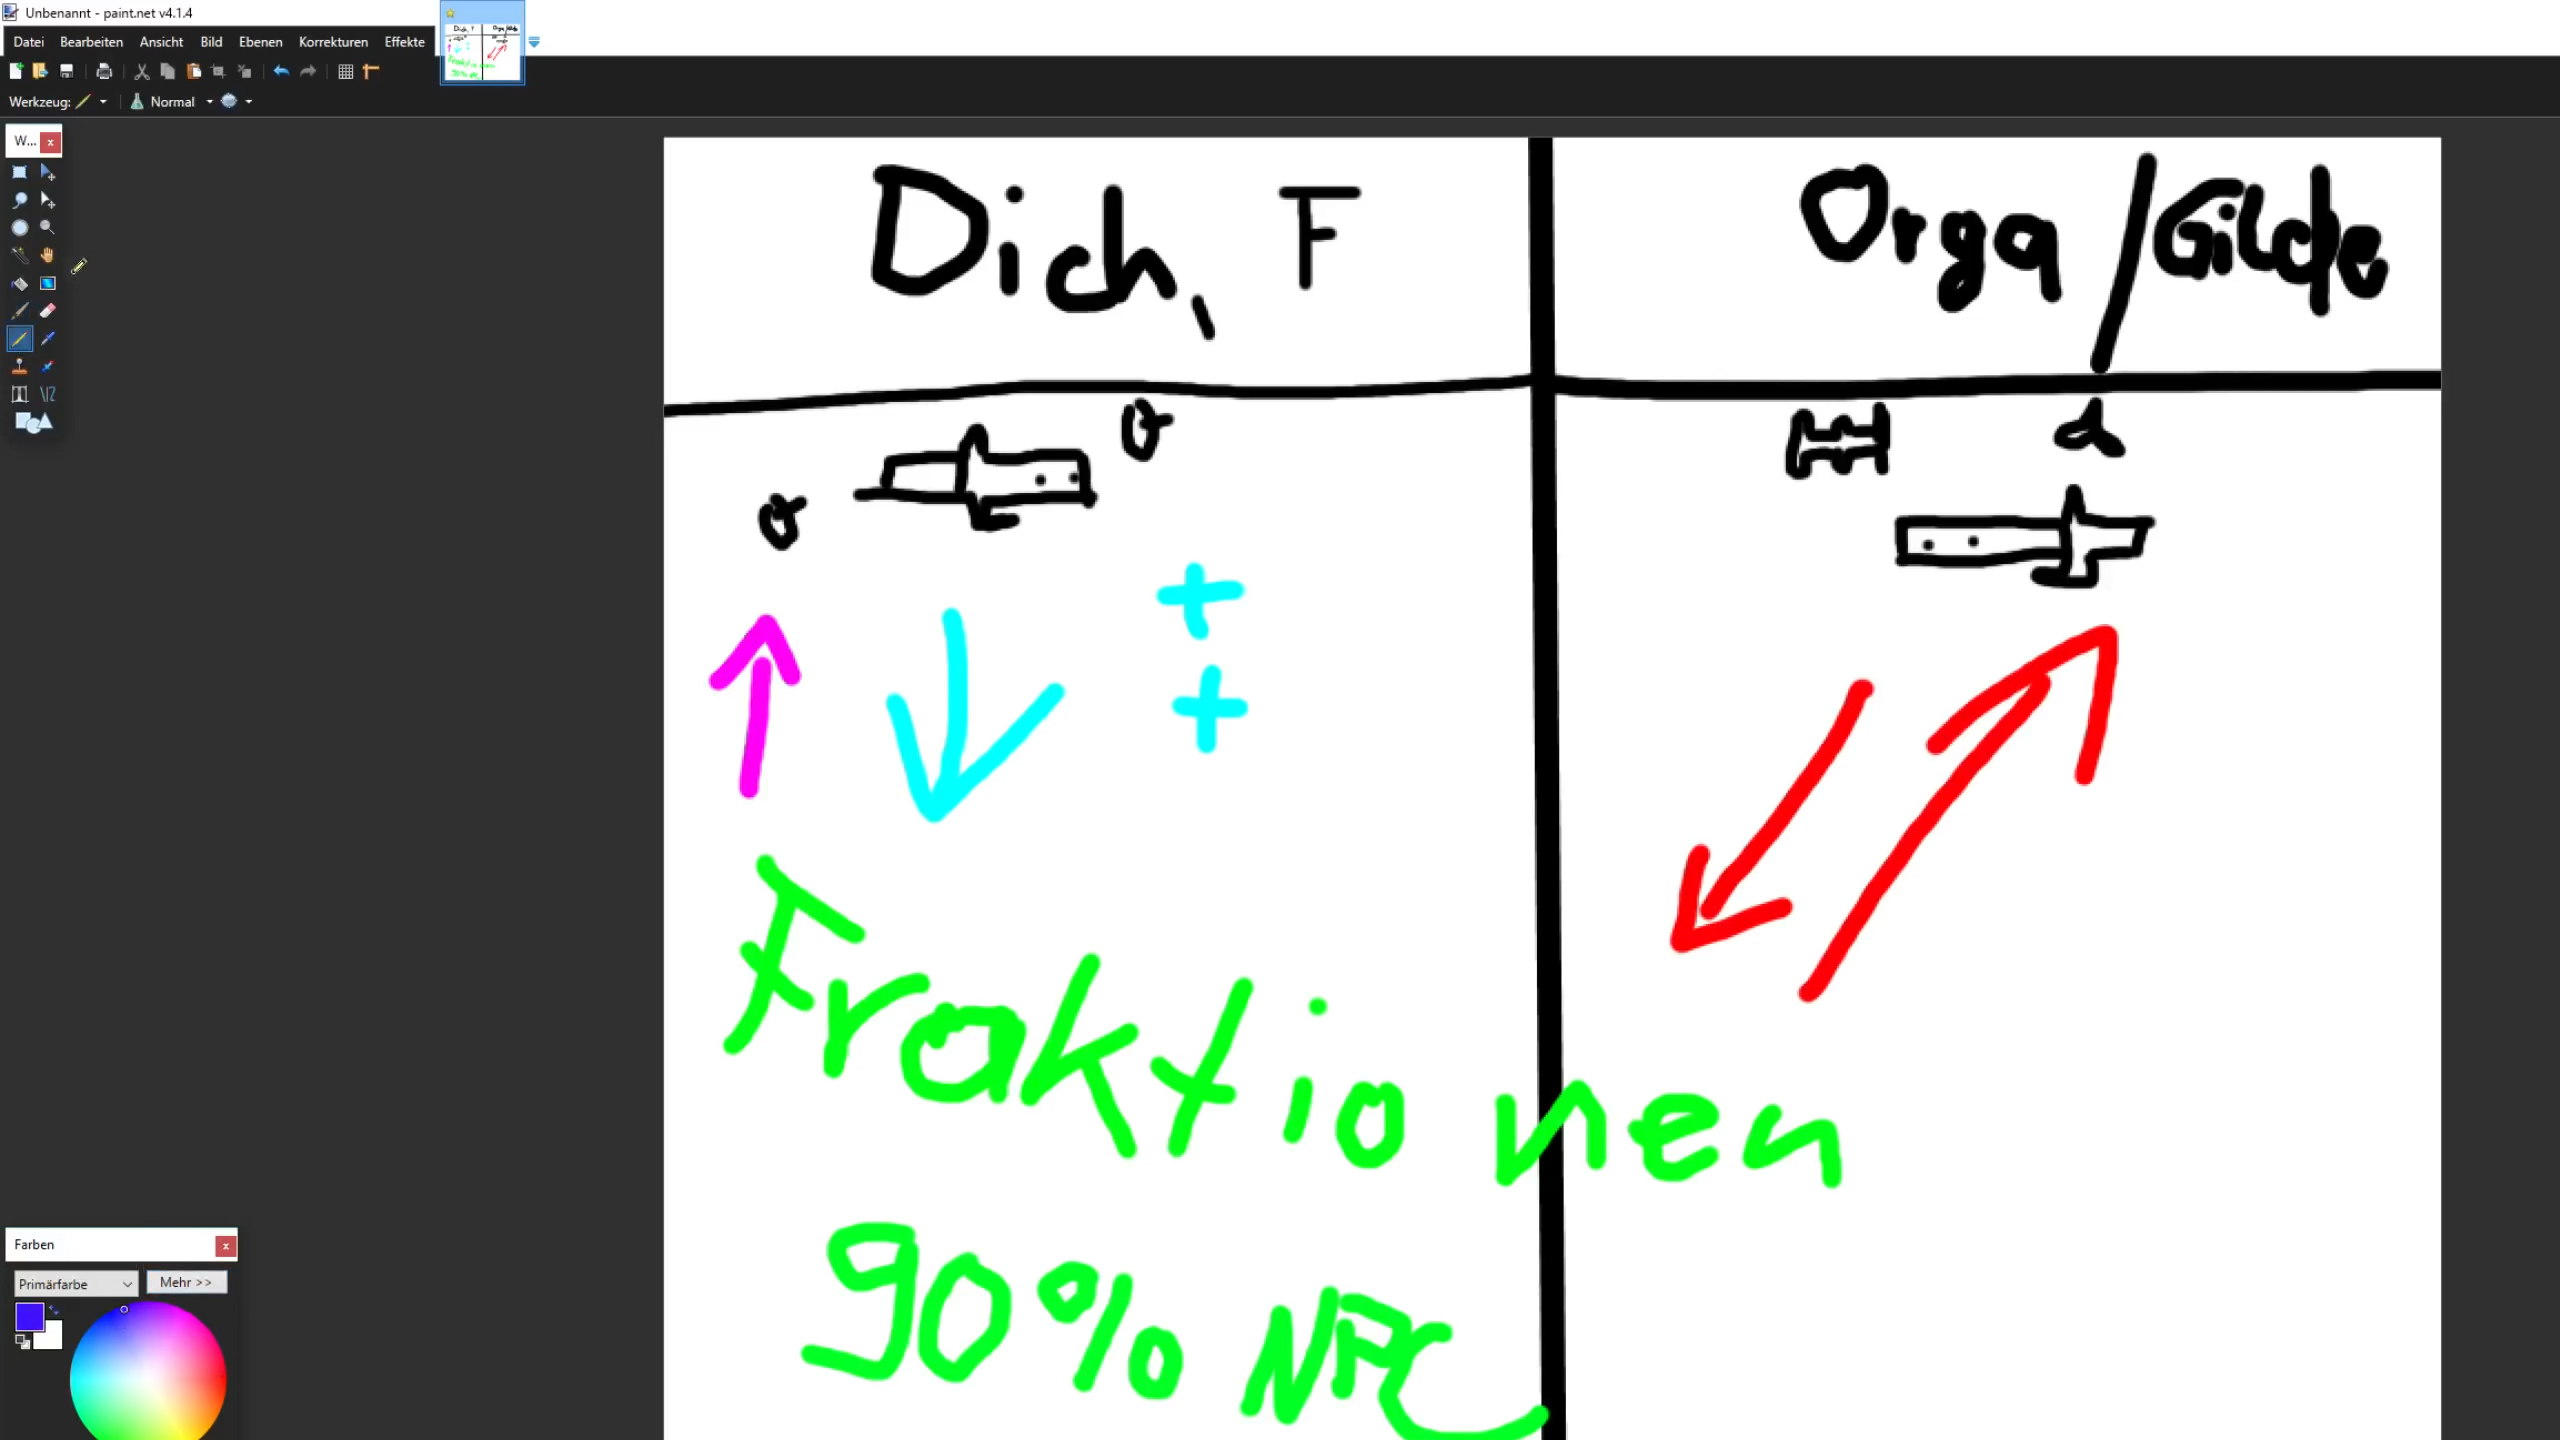 Unbenannt - paint.net v4.1.4
Datei Bearbeiten Ansicht Bild Ebenen Korrekturen Effekte
Werkzeug: Normal
W...
Dich, F
Orga/Gilde
Fraktionen
90% NPC
Farben
Primärfarbe
Mehr >>